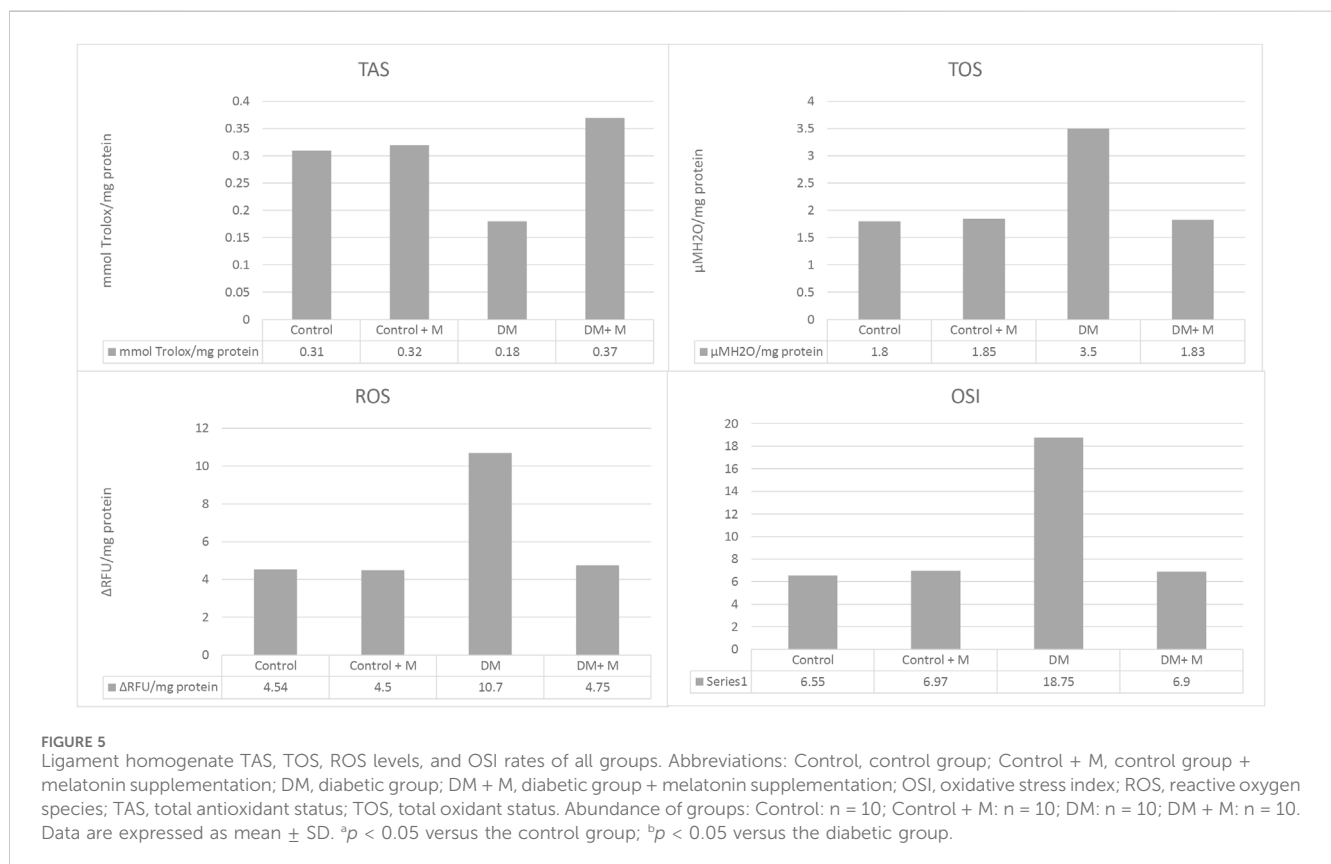 TAS
mmol Trolox/mg protein
0.4
0.35
0.3
0.25
0.2
0.15
0.1
0.05
0
Control Control + M DM DM+ M
mmol Trolox/mg protein 0.31 0.32 0.18 0.37
TOS
µMH2O/mg protein
4
3.5
3
2.5
2
1.5
1
0.5
0
Control Control + M DM DM+ M
µMH2O/mg protein 1.8 1.85 3.5 1.83
ROS
ΔRFU/mg protein
12
10
8
6
4
2
0
Control Control + M DM DM+ M
ΔRFU/mg protein 4.54 4.5 10.7 4.75
OSI
20
18
16
14
12
10
8
6
4
2
0
Control Control + M DM DM+ M
Series1 6.55 6.97 18.75 6.9
FIGURE 5
Ligament homogenate TAS, TOS, ROS levels, and OSI rates of all groups. Abbreviations: Control, control group; Control + M, control group +
melatonin supplementation; DM, diabetic group; DM + M, diabetic group + melatonin supplementation; OSI, oxidative stress index; ROS, reactive oxygen
species; TAS, total antioxidant status; TOS, total oxidant status. Abundance of groups: Control: n = 10; Control + M: n = 10; DM: n = 10; DM + M: n = 10.
Data are expressed as mean ± SD. ᵃp < 0.05 versus the control group; ᵇp < 0.05 versus the diabetic group.